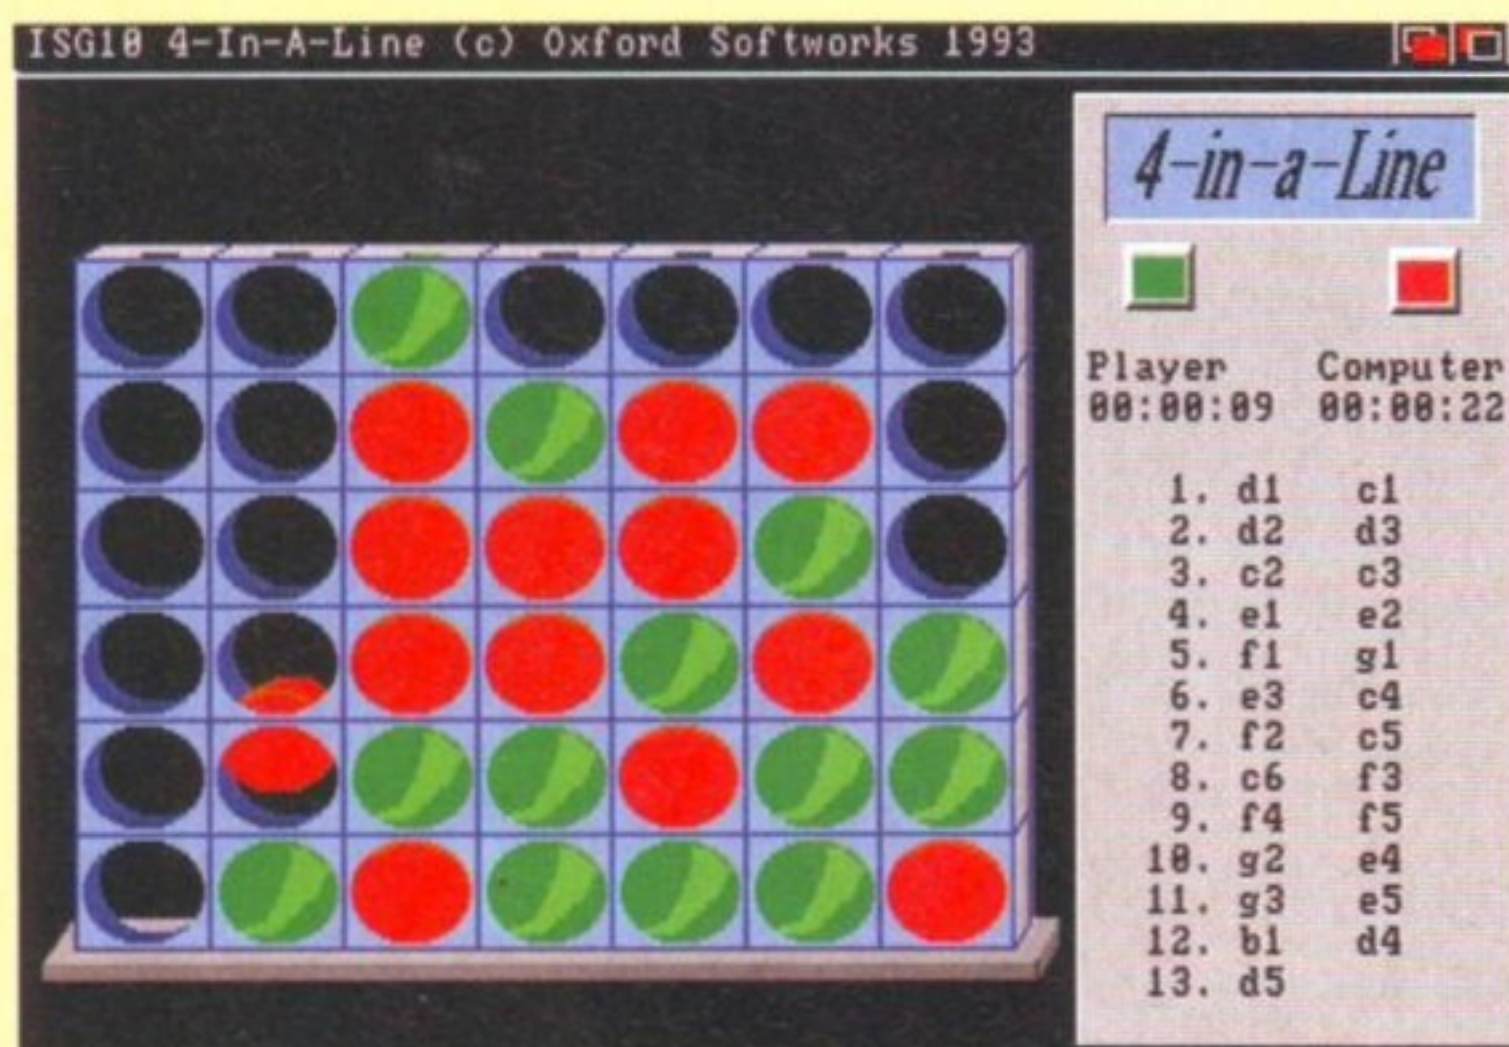 ISG10 4-In-A-Line (c) Oxford Softworks 1993
4-in-a-Line
Player Computer
00:00:09 00:00:22
1. d1 c1
2. d2 d3
3. c2 c3
4. e1 e2
5. f1 g1
6. e3 c4
7. f2 c5
8. c6 f3
9. f4 f5
10. g2 e4
11. g3 e5
12. b1 d4
13. d5